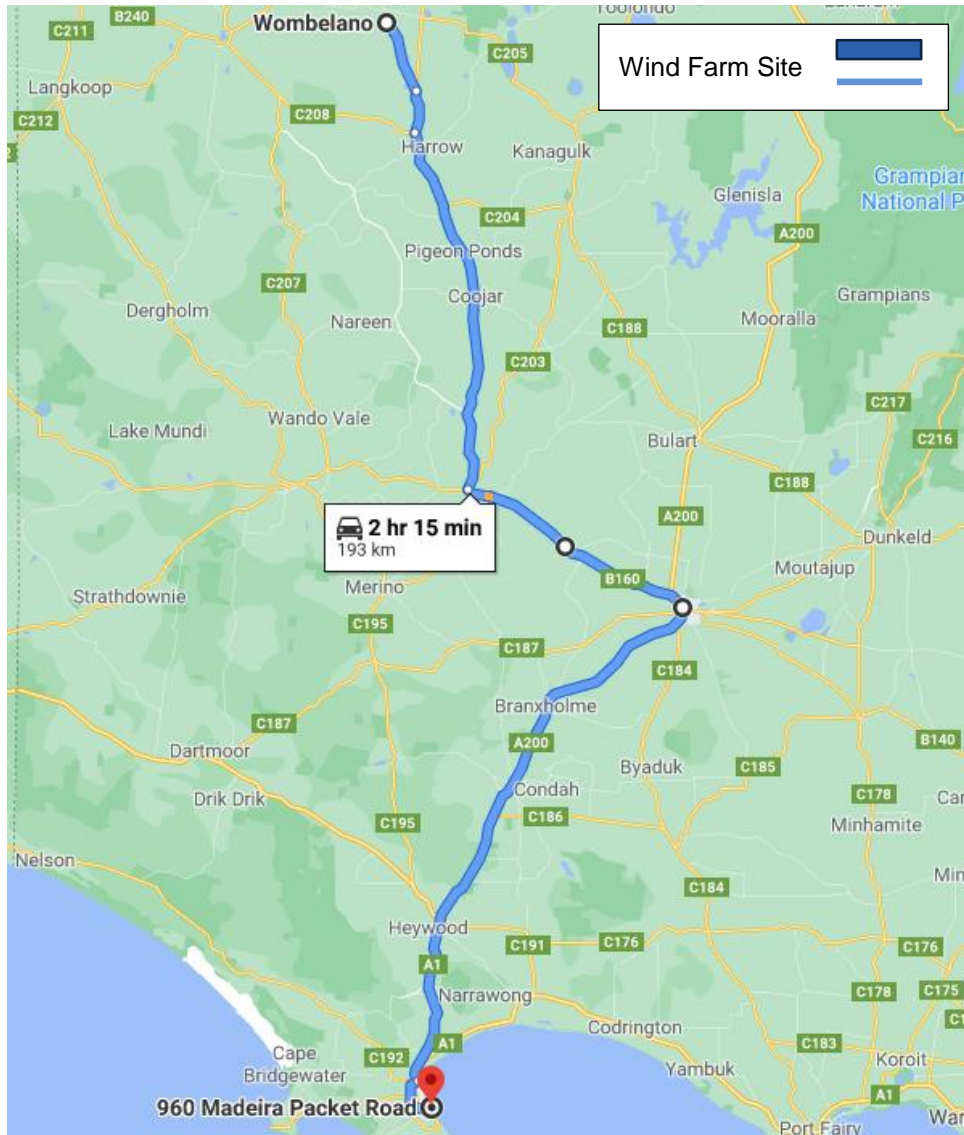 B240
Toolondo
C211
Wombelano
C205
Wind Farm Site
Langkoop
C212
C208
Harrow
Kanagulk
Glenisla
National P
C204
A200
Pigeon Ponds
C207
Coojar
Grampians
Dergholm
Nareen
Mooralla
C188
C203
C217
Wando Vale
Lake Mundi
Bulart
C216
C188
2 hr 15 min
193 km
A200
Dunkeld
Moutajup
B160
Merino
Strathdownie
C195
C187
C184
Branxholme
C187
A200
B140
Dartmoor
Byaduk
C185
Condah
Drik Drik
C178
C186
C195
Minhamite
Nelson
C184
Heywood
C191
C176
C176
A1
C178
C175
Narrawong
Codrington
A1
C183
Cape
Bridgewater
C192
Yambuk
Koroit
A1
960 Madeira Packet Road
Port Fairy